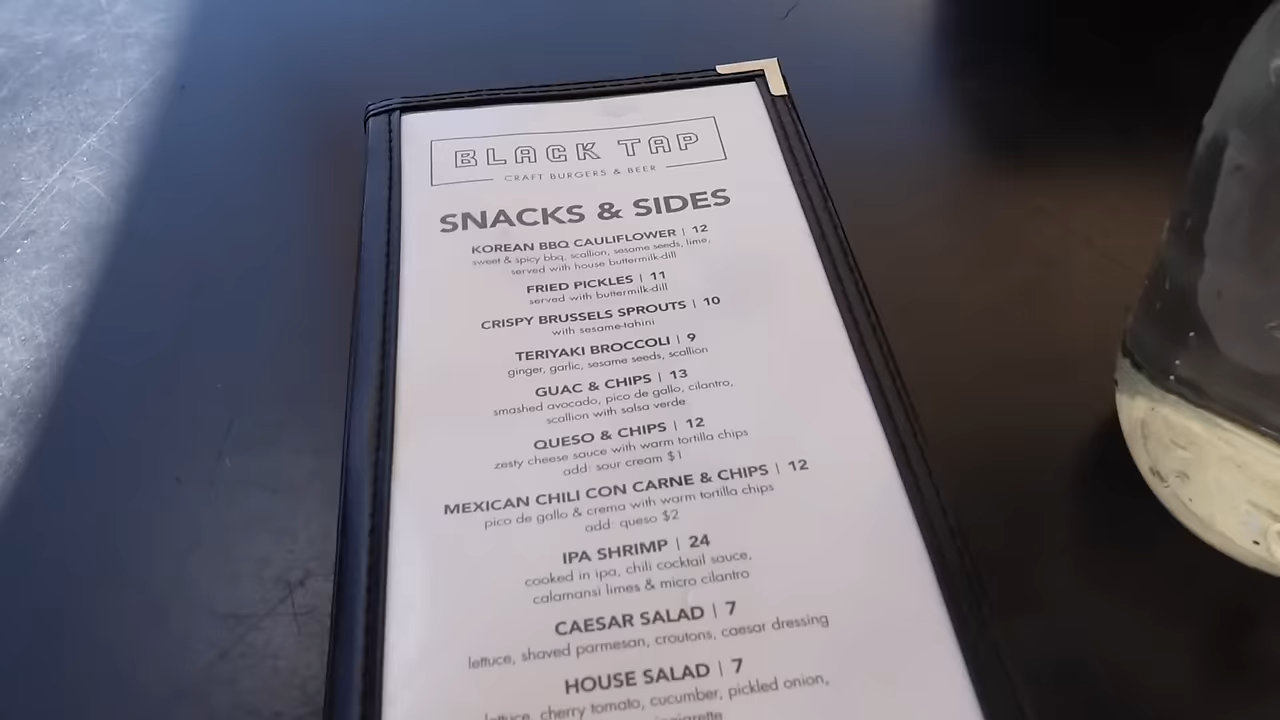 BLACK TAP
CRAFT BURGERS & BEER
SNACKS & SIDES
KOREAN BBQ CAULIFLOWER | 12
sweet & spicy bbq, scallion, sesame seeds, lime,
served with house buttermilk-dill
FRIED PICKLES | 11
served with buttermilk-dill
CRISPY BRUSSELS SPROUTS | 10
with sesame-tahini
TERIYAKI BROCCOLI | 9
ginger, garlic, sesame seeds, scallion
GUAC & CHIPS | 13
smashed avocado, pico de gallo, cilantro,
scallion with salsa verde
QUESO & CHIPS | 12
zesty cheese sauce with warm tortilla chips
add: sour cream $1
MEXICAN CHILI CON CARNE & CHIPS | 12
pico de gallo & crema with warm tortilla chips
add: queso $2
IPA SHRIMP | 24
cooked in ipa, chili cocktail sauce,
calamansi limes & micro cilantro
CAESAR SALAD | 7
lettuce, shaved parmesan, croutons, caesar dressing
HOUSE SALAD | 7
lettuce, cherry tomato, cucumber, pickled onion,